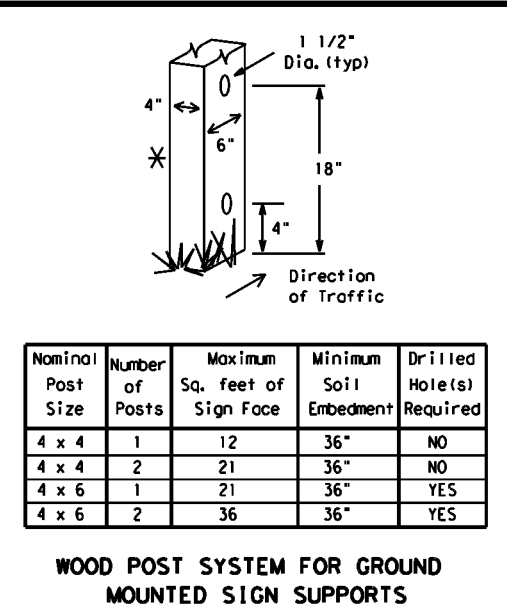 1 1/2"
Dia. (typ)
4"
6"
18"
4"
Direction
of Traffic
Nominal Post Size | Number of Posts | Maximum Sq. feet of Sign Face | Minimum Soil Embedment | Drilled Hole(s) Required
4 x 4 | 1 | 12 | 36" | NO
4 x 4 | 2 | 21 | 36" | NO
4 x 6 | 1 | 21 | 36" | YES
4 x 6 | 2 | 36 | 36" | YES
WOOD POST SYSTEM FOR GROUND
MOUNTED SIGN SUPPORTS